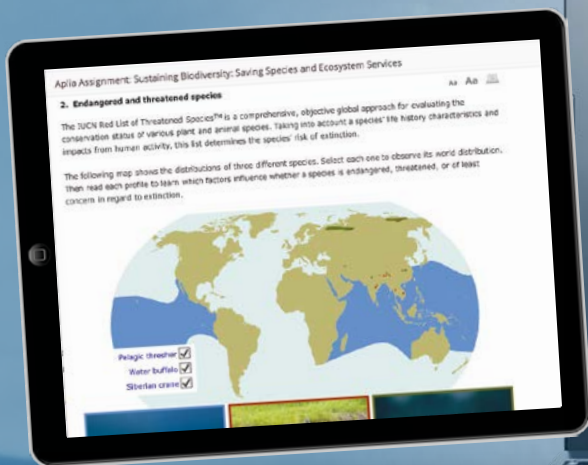 Aplia Assignment: Sustaining Biodiversity: Saving Species and Ecosystem Services
Aa Aa
2. Endangered and threatened species
The IUCN Red List of Threatened Species™ is a comprehensive, objective global approach for evaluating the
conservation status of various plant and animal species. Taking into account a species' life history characteristics and
impacts from human activity, this list determines the species' risk of extinction.
The following map shows the distributions of three different species. Select each one to observe its world distribution.
Then read each profile to learn which factors influence whether a species is endangered, threatened, or of least
concern in regard to extinction.
Pelagic thresher
Water buffalo
Siberian crane